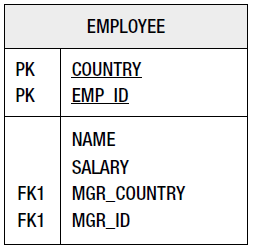 EMPLOYEE
PK COUNTRY
PK EMP_ID
NAME
SALARY
FK1 MGR_COUNTRY
FK1 MGR_ID